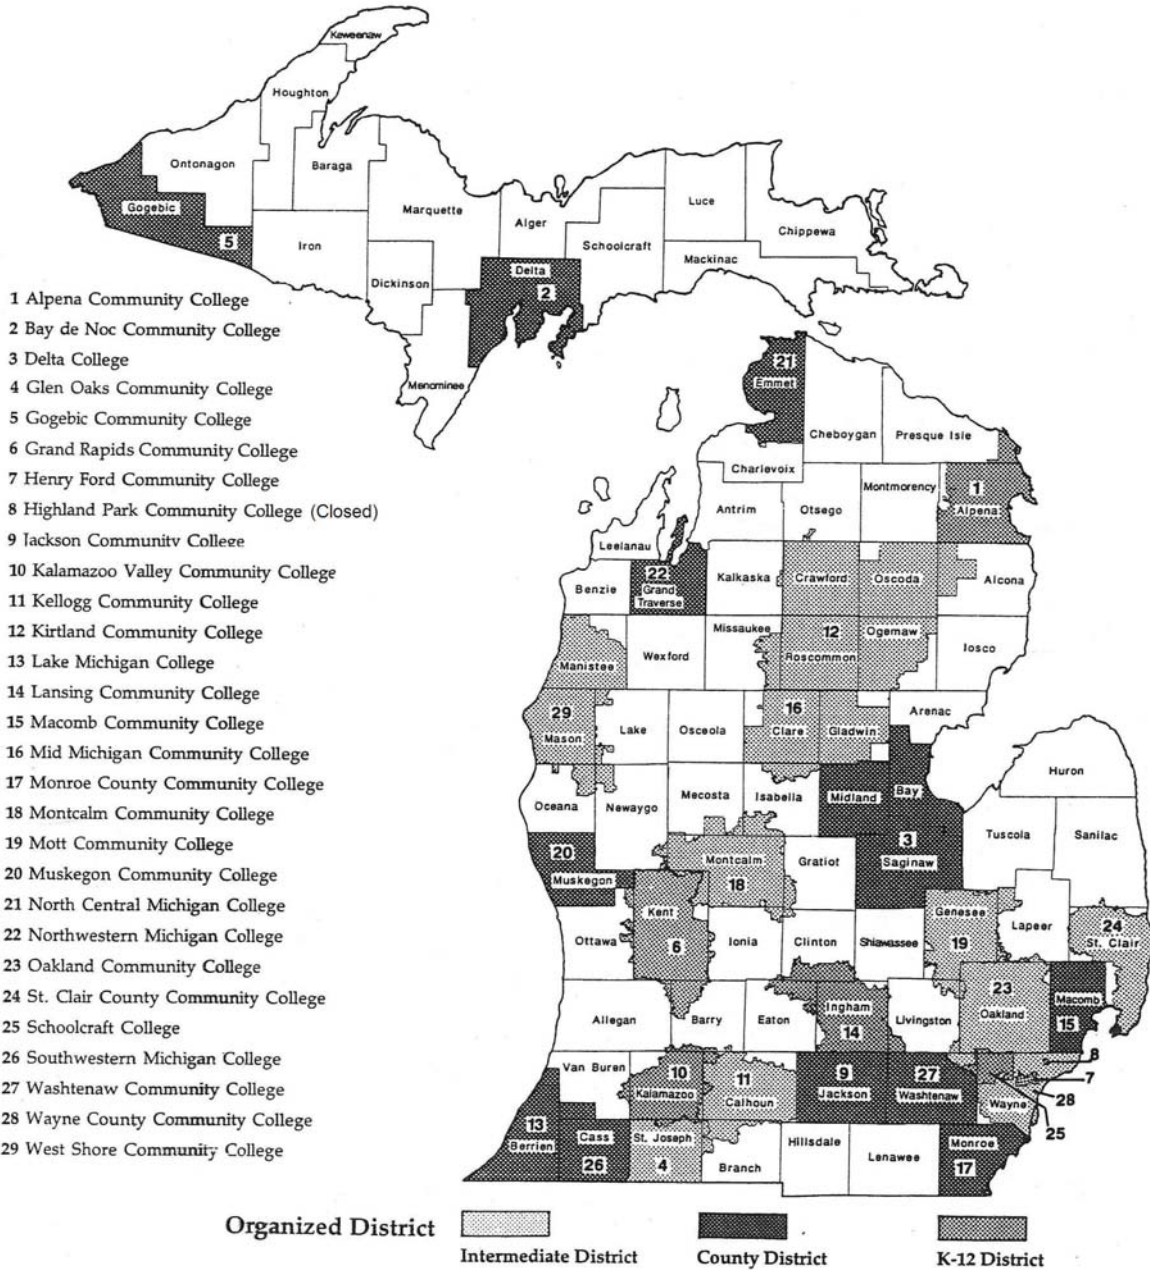 Keweenaw
Houghton
Ontonagon
Baraga
Gogebic
5
Iron
Marquette
Alger
Luce
Schoolcraft
Chippewa
Mackinac
Dickinson
Delta
2
Menominee
1 Alpena Community College
2 Bay de Noc Community College
3 Delta College
4 Glen Oaks Community College
5 Gogebic Community College
6 Grand Rapids Community College
7 Henry Ford Community College
8 Highland Park Community College (Closed)
9 Jackson Community College
10 Kalamazoo Valley Community College
11 Kellogg Community College
12 Kirtland Community College
13 Lake Michigan College
14 Lansing Community College
15 Macomb Community College
16 Mid Michigan Community College
17 Monroe County Community College
18 Montcalm Community College
19 Mott Community College
20 Muskegon Community College
21 North Central Michigan College
22 Northwestern Michigan College
23 Oakland Community College
24 St. Clair County Community College
25 Schoolcraft College
26 Southwestern Michigan College
27 Washtenaw Community College
28 Wayne County Community College
29 West Shore Community College
21
Emmet
Cheboygan
Presque Isle
Charlevoix
Antrim
Otsego
Montmorency
1
Alpena
Leelanau
Benzie
22
Grand
Traverse
Kalkaska
Crawford
Oscoda
Alcona
Manistee
Wexford
Missaukee
12
Roscommon
Ogemaw
Iosco
29
Mason
Lake
Osceola
16
Clare
Gladwin
Arenac
Oceana
Newaygo
Mecosta
Isabella
Midland
Bay
Huron
20
Muskegon
Montcalm
18
Gratiot
3
Saginaw
Tuscola
Sanilac
Kent
6
Ottawa
Ionia
Clinton
Shiawassee
Genesee
19
Lapeer
24
St. Clair
Allegan
Barry
Eaton
Ingham
14
Livingston
23
Oakland
Macomb
15
Van Buren
10
Kalamazoo
11
Calhoun
9
Jackson
27
Washtenaw
Wayne
8
7
28
25
13
Berrien
Cass
26
St. Joseph
4
Branch
Hillsdale
Lenawee
Monroe
17
Organized District
Intermediate District
County District
K-12 District